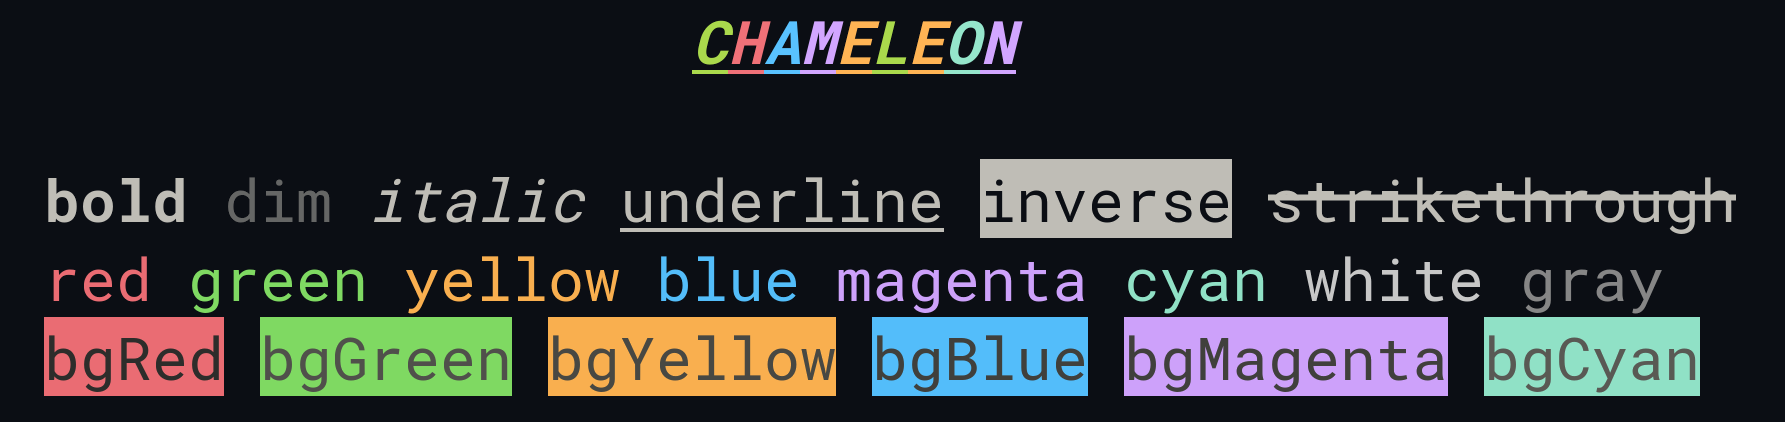 CHAMELEON
bold dim italic underline inverse strikethrough
red green yellow blue magenta cyan white gray
bgRed bgGreen bgYellow bgBlue bgMagenta bgCyan